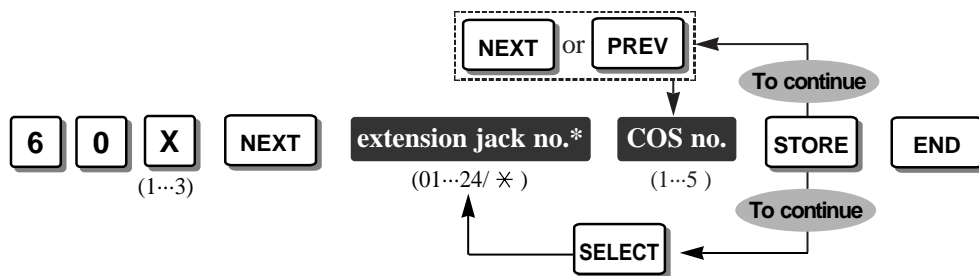 NEXT or PREV
To continue
6 0 X NEXT extension jack no.* COS no. STORE END
(1···3) (01···24/ ✳ ) (1···5 )
To continue
SELECT